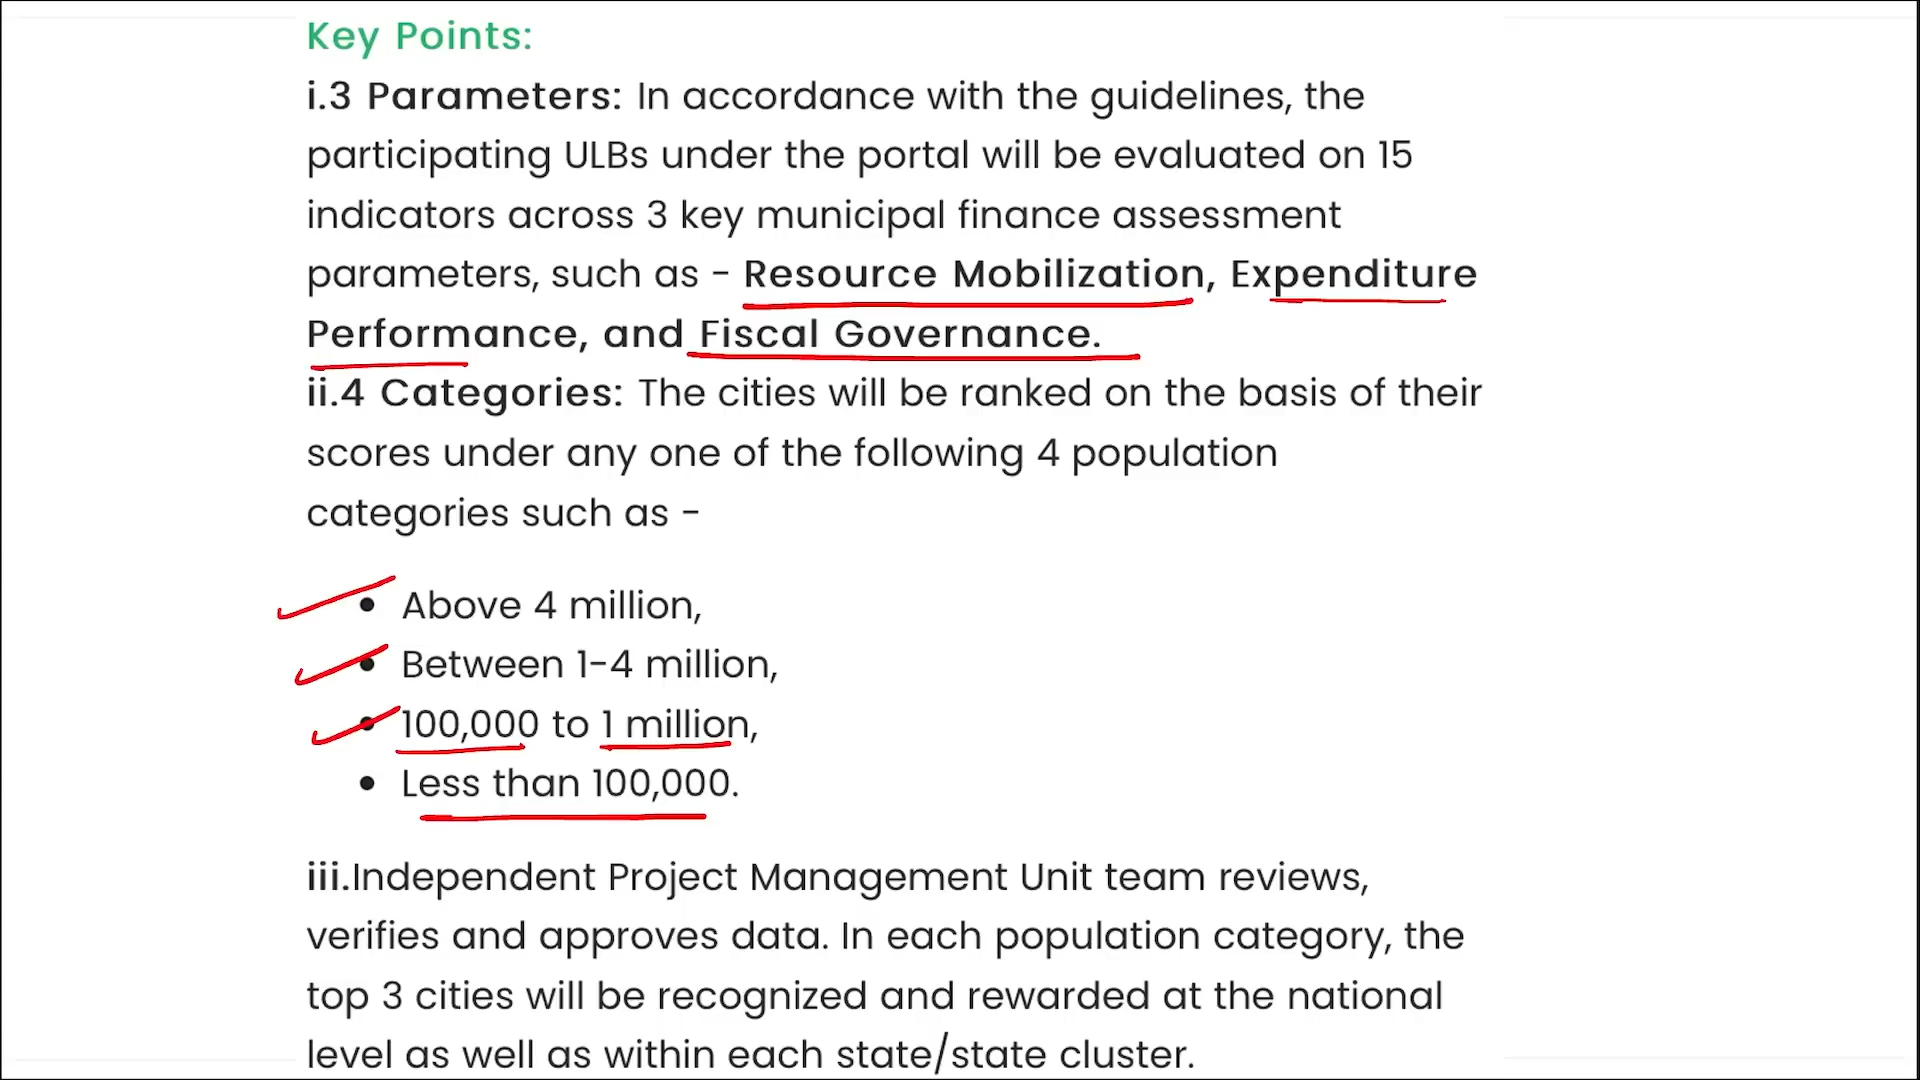 Key Points:
i.3 Parameters: In accordance with the guidelines, the
participating ULBs under the portal will be evaluated on 15
indicators across 3 key municipal finance assessment
parameters, such as - Resource Mobilization, Expenditure
Performance, and Fiscal Governance.
ii.4 Categories: The cities will be ranked on the basis of their
scores under any one of the following 4 population
categories such as -
• Above 4 million,
• Between 1-4 million,
• 100,000 to 1 million,
• Less than 100,000.
iii.Independent Project Management Unit team reviews,
verifies and approves data. In each population category, the
top 3 cities will be recognized and rewarded at the national
level as well as within each state/state cluster.